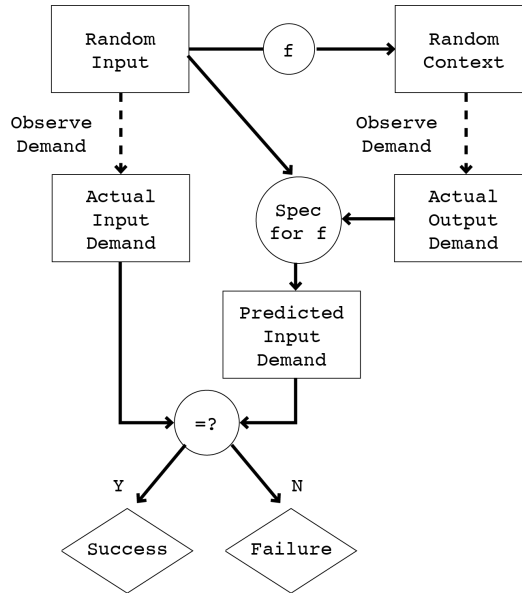 Random
Input
f
Random
Context
Observe
Demand
Observe
Demand
Actual
Input
Demand
Spec
for f
Actual
Output
Demand
Predicted
Input
Demand
=?
Y
N
Success
Failure